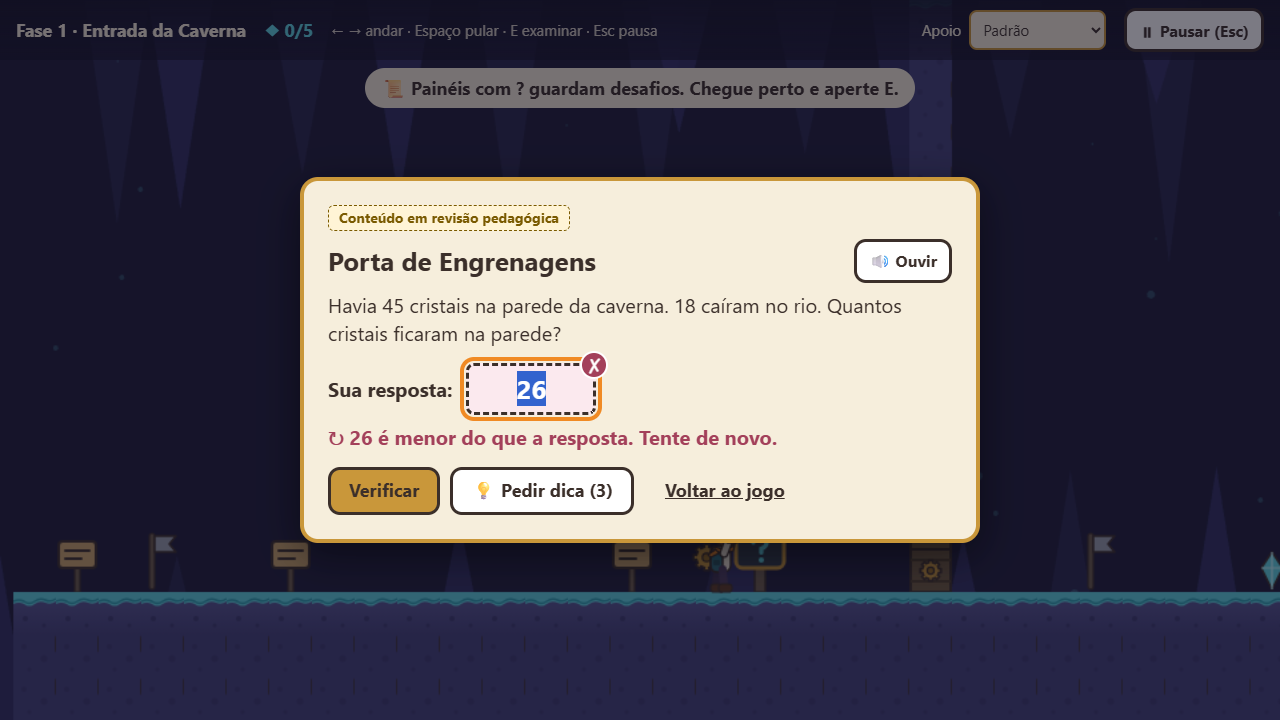 Fase 1 · Entrada da Caverna ◆ 0/5 ←→ andar · Espaço pular · E examinar · Esc pausa Apoio Padrão ⏸ Pausar (Esc)
📜 Painéis com ? guardam desafios. Chegue perto e aperte E.
Conteúdo em revisão pedagógica
Porta de Engrenagens
🔊 Ouvir
Havia 45 cristais na parede da caverna. 18 caíram no rio. Quantos
cristais ficaram na parede?
Sua resposta: 26 ✗
↻ 26 é menor do que a resposta. Tente de novo.
Verificar 💡 Pedir dica (3) Voltar ao jogo
?